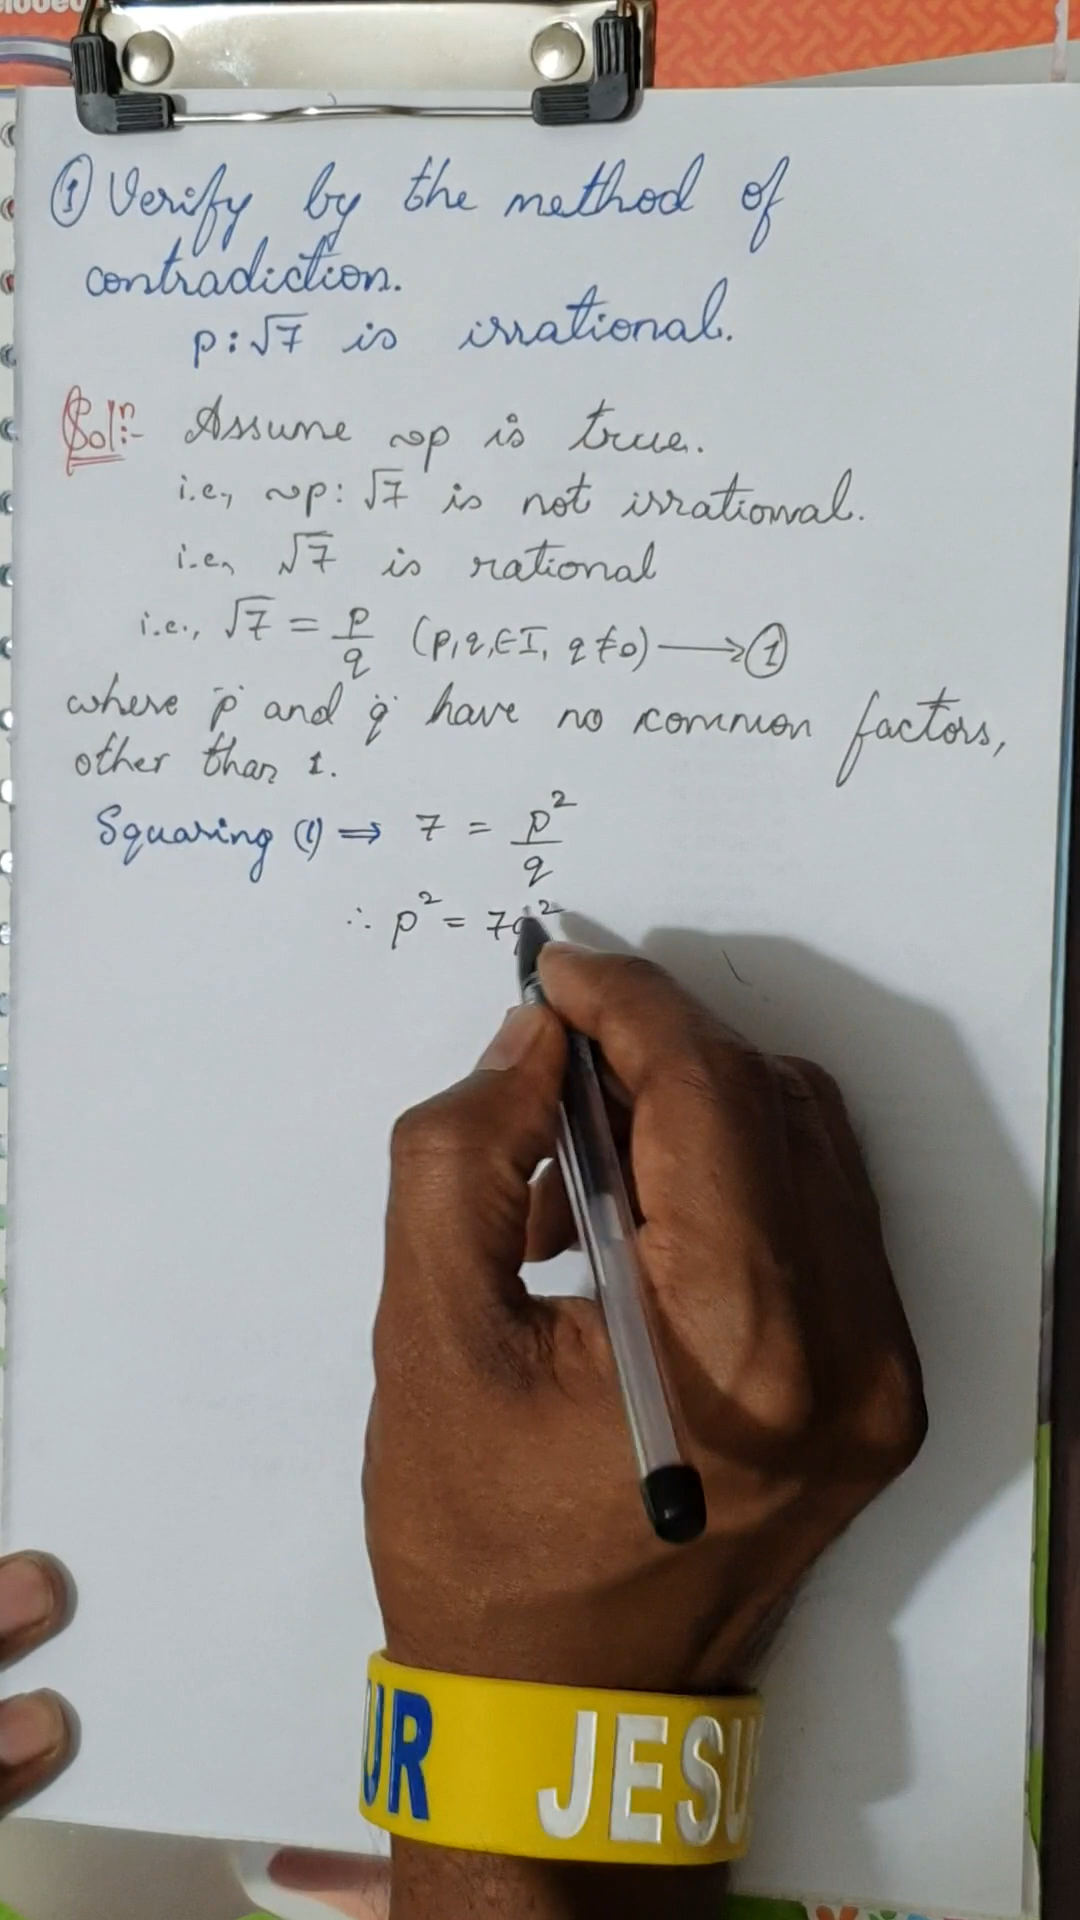 ① Verify by the method of
contradiction.
p : √7 is irrational.
Solⁿ:- Assume ~p is true.
i.e., ~p : √7 is not irrational.
i.e., √7 is rational
i.e., √7 = p/q (p, q, ∈ I, q ≠ 0) ⟶ ①
where 'p' and 'q' have no common factors,
other than 1.
Squaring (1) ⇒ 7 = p²/q
∴ p² = 7q²
UR JESU